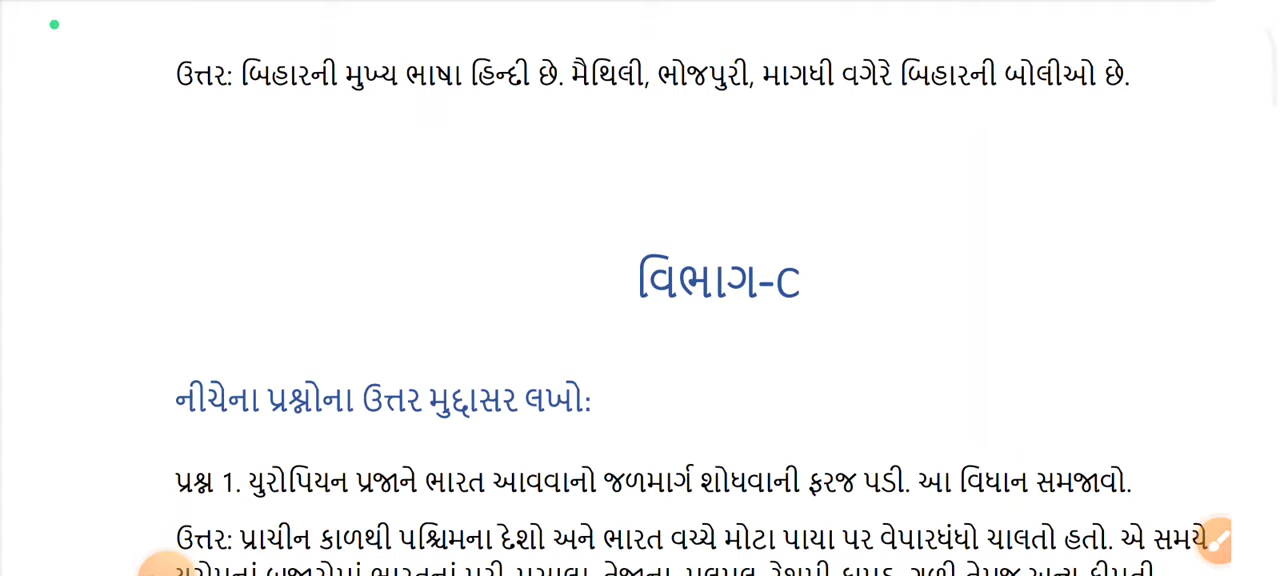 ઉત્તર: બિહારની મુખ્ય ભાષા હિન્દી છે. મૈથિલી, ભોજપુરી, માગધી વગેરે બિહારની બોલીઓ છે.
વિભાગ-C
નીચેના પ્રશ્નોના ઉત્તર મુદ્દાસર લખો:
પ્રશ્ન 1. યુરોપિયન પ્રજાને ભારત આવવાનો જળમાર્ગ શોધવાની ફરજ પડી. આ વિધાન સમજાવો.
ઉત્તર: પ્રાચીન કાળથી પશ્ચિમના દેશો અને ભારત વચ્ચે મોટા પાયા પર વેપારધંધો ચાલતો હતો. એ સમયે